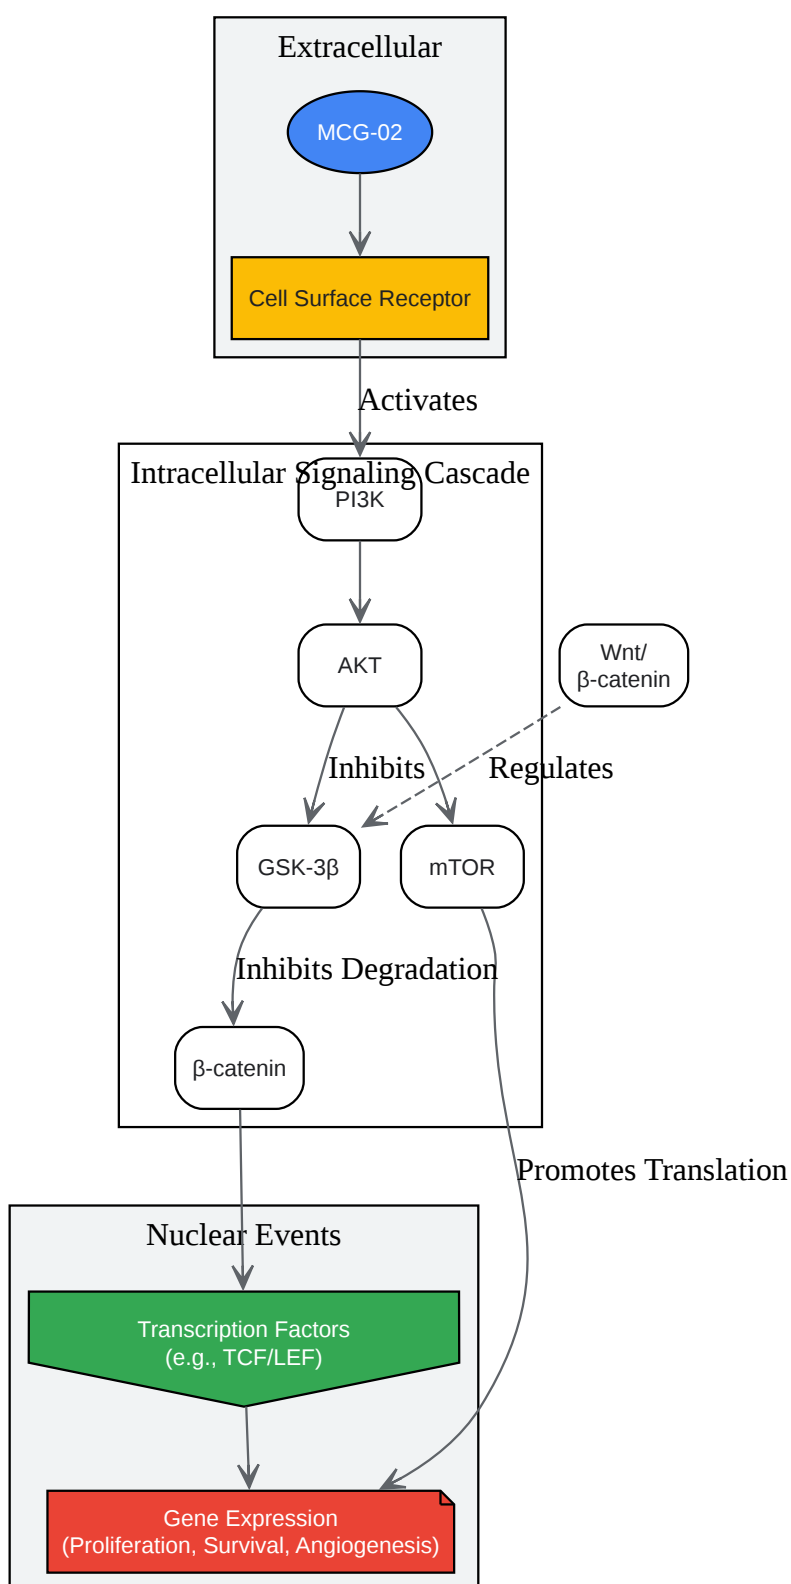 Extracellular
MCG-02
Cell Surface Receptor
Activates
Intracellular Signaling Cascade
PI3K
AKT
Wnt/
β-catenin
Inhibits
Regulates
GSK-3β
mTOR
Inhibits Degradation
β-catenin
Promotes Translation
Nuclear Events
Transcription Factors
(e.g., TCF/LEF)
Gene Expression
(Proliferation, Survival, Angiogenesis)